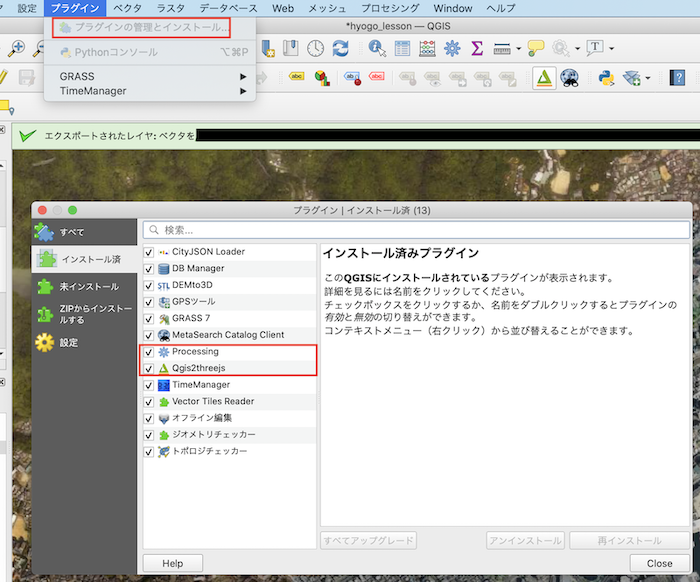 設定 プラグイン ベクタ ラスタ データベース Web メッシュ プロセシング Window ヘルプ
プラグインの管理とインストール...
*hyogo_lesson — QGIS
Pythonコンソール ⌥⌘P
GRASS
TimeManager
abc
abc
エクスポートされたレイヤ: ベクタを
プラグイン | インストール済 (13)
すべて
インストール済
未インストール
ZIPからインストー
ルする
設定
検索...
CityJSON Loader
DB Manager
STL DEMto3D
GPSツール
GRASS 7
MetaSearch Catalog Client
Processing
Qgis2threejs
TimeManager
Vector Tiles Reader
オフライン編集
ジオメトリチェッカー
トポロジチェッカー
インストール済みプラグイン
このQGISにインストールされているプラグインが表示されます。
詳細を見るには名前をクリックしてください。
チェックボックスをクリックするか、名前をダブルクリックするとプラグインの
有効と無効の切り替えができます。
コンテキストメニュー（右クリック）から並び替えることができます。
すべてアップグレード アンインストール 再インストール
Help Close